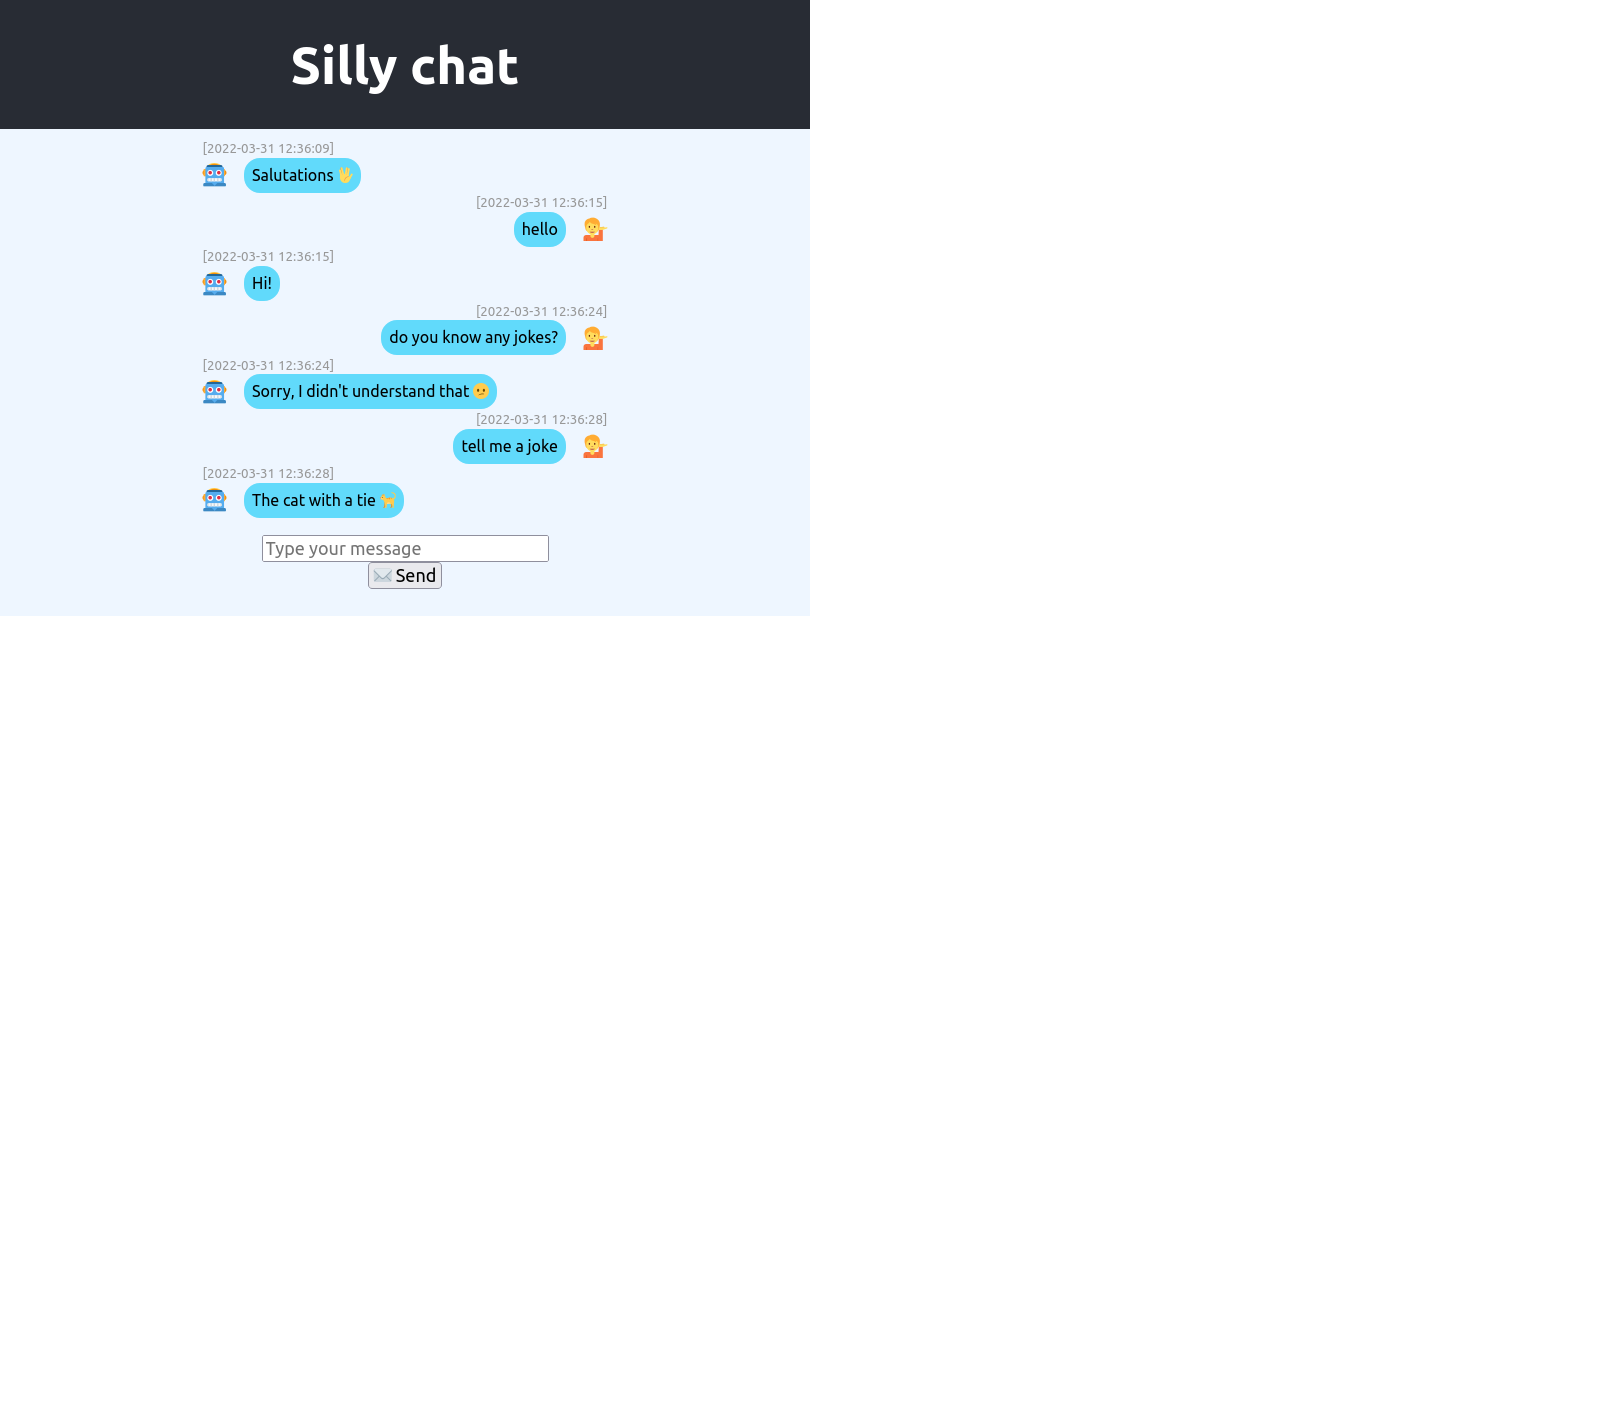 Silly chat
[2022-03-31 12:36:09]
Salutations 🖖
[2022-03-31 12:36:15]
hello
[2022-03-31 12:36:15]
Hi!
[2022-03-31 12:36:24]
do you know any jokes?
[2022-03-31 12:36:24]
Sorry, I didn't understand that 😕
[2022-03-31 12:36:28]
tell me a joke
[2022-03-31 12:36:28]
The cat with a tie 🐈
Type your message
✉️ Send